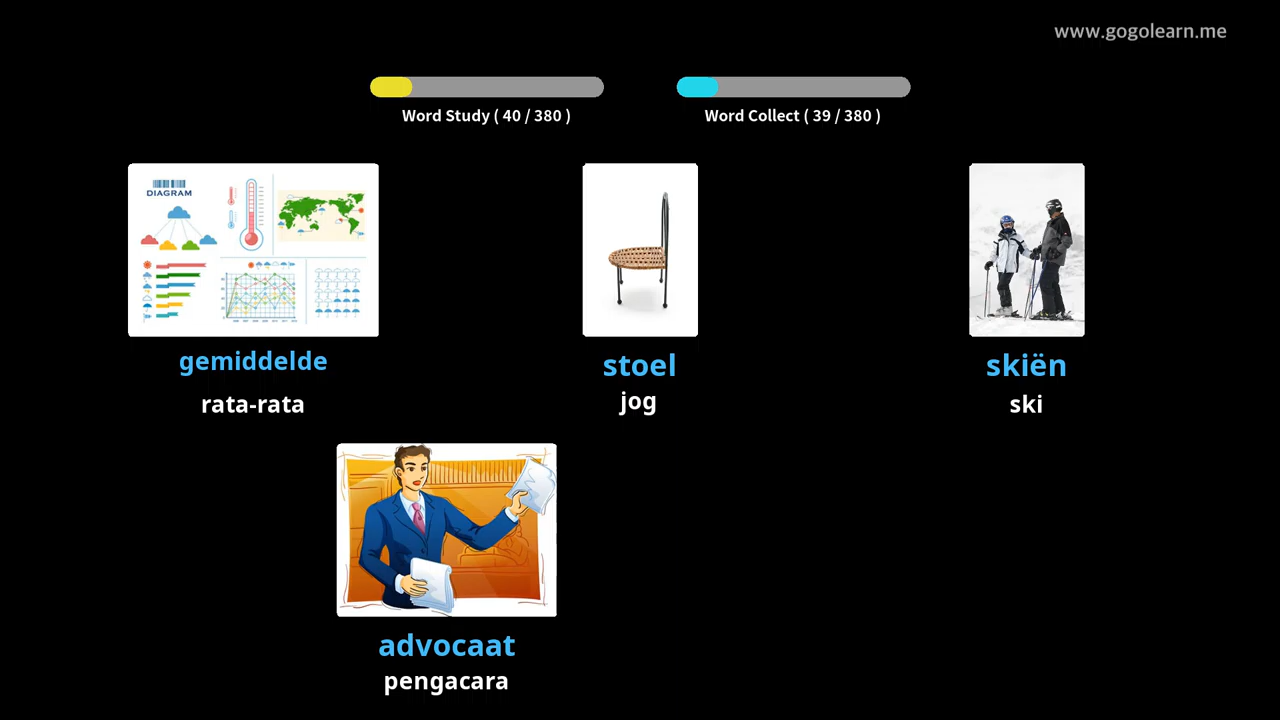 www.gogolearn.me
Word Study ( 40 / 380 )
Word Collect ( 39 / 380 )
DIAGRAM
gemiddelde
rata-rata
stoel
jog
skiën
ski
advocaat
pengacara